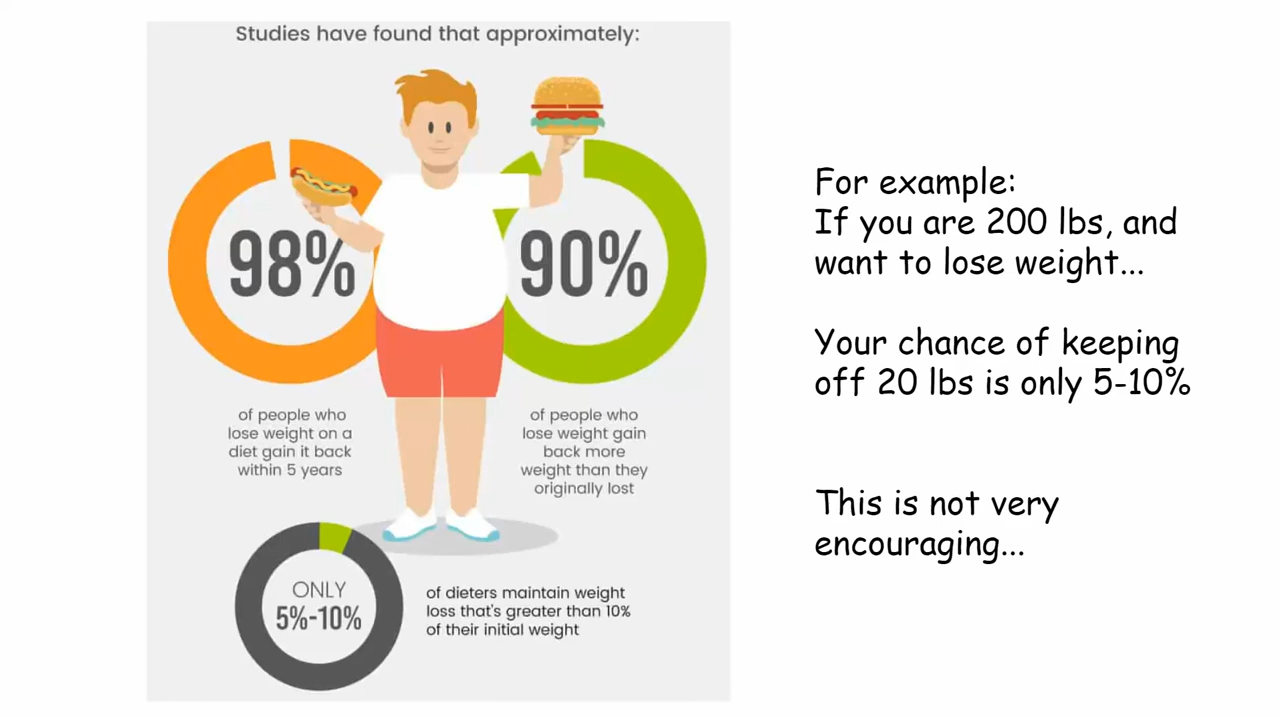 Studies have found that approximately:
98%
of people who
lose weight on a
diet gain it back
within 5 years
90%
of people who
lose weight gain
back more
weight than they
originally lost
ONLY
5%-10%
of dieters maintain weight
loss that's greater than 10%
of their initial weight
For example:
If you are 200 lbs, and
want to lose weight...
Your chance of keeping
off 20 lbs is only 5-10%
This is not very
encouraging...